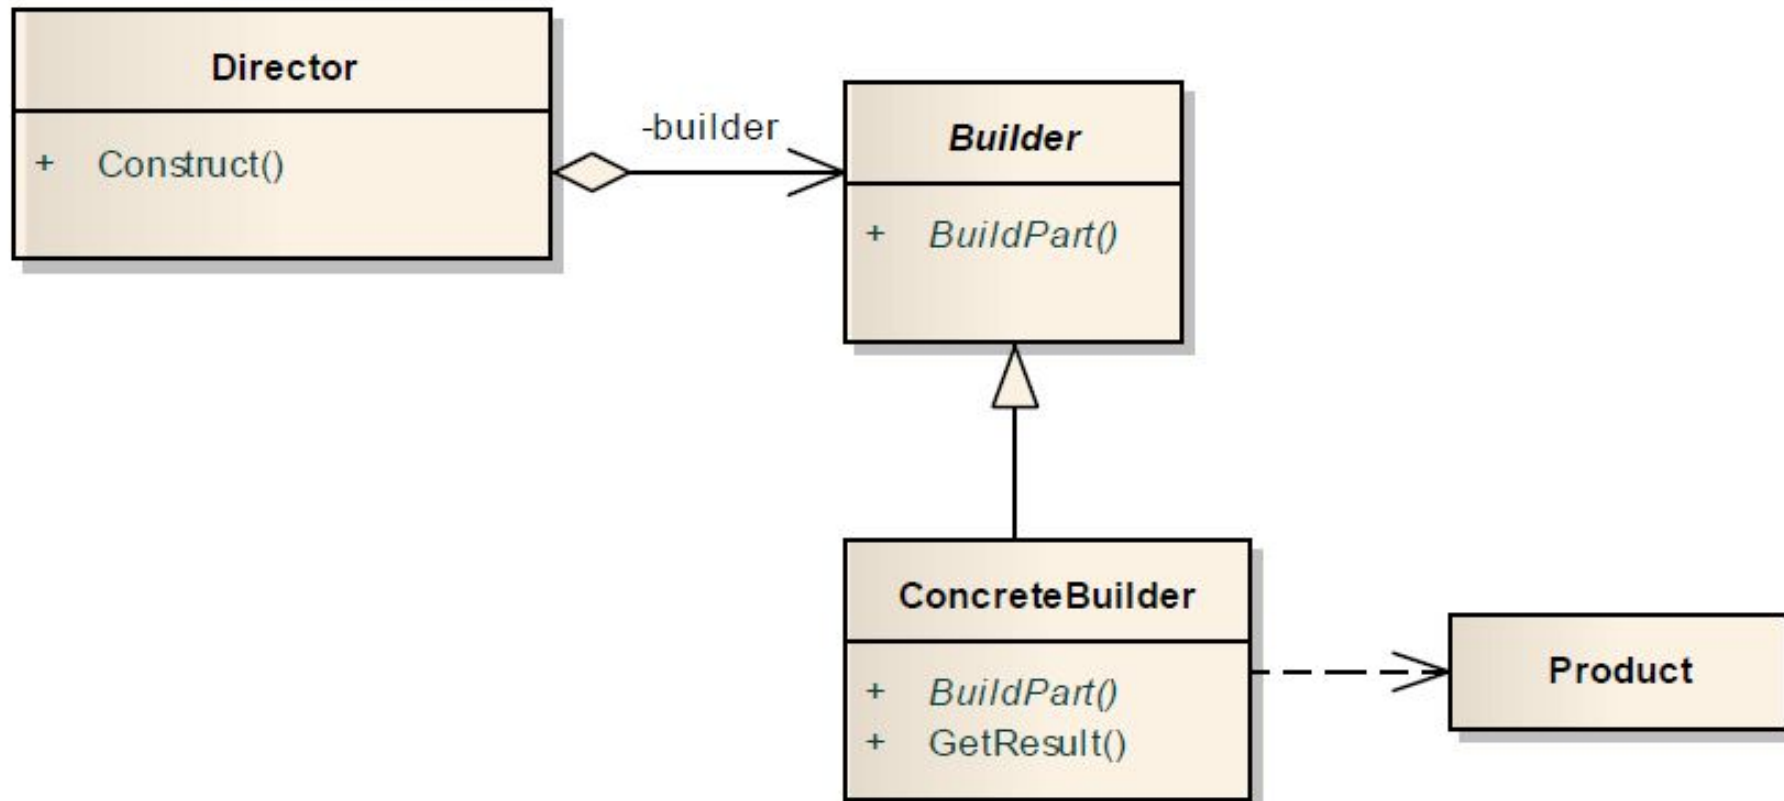 Director
+ Construct()
-builder
Builder
+ BuildPart()
ConcreteBuilder
+ BuildPart()
+ GetResult()
Product